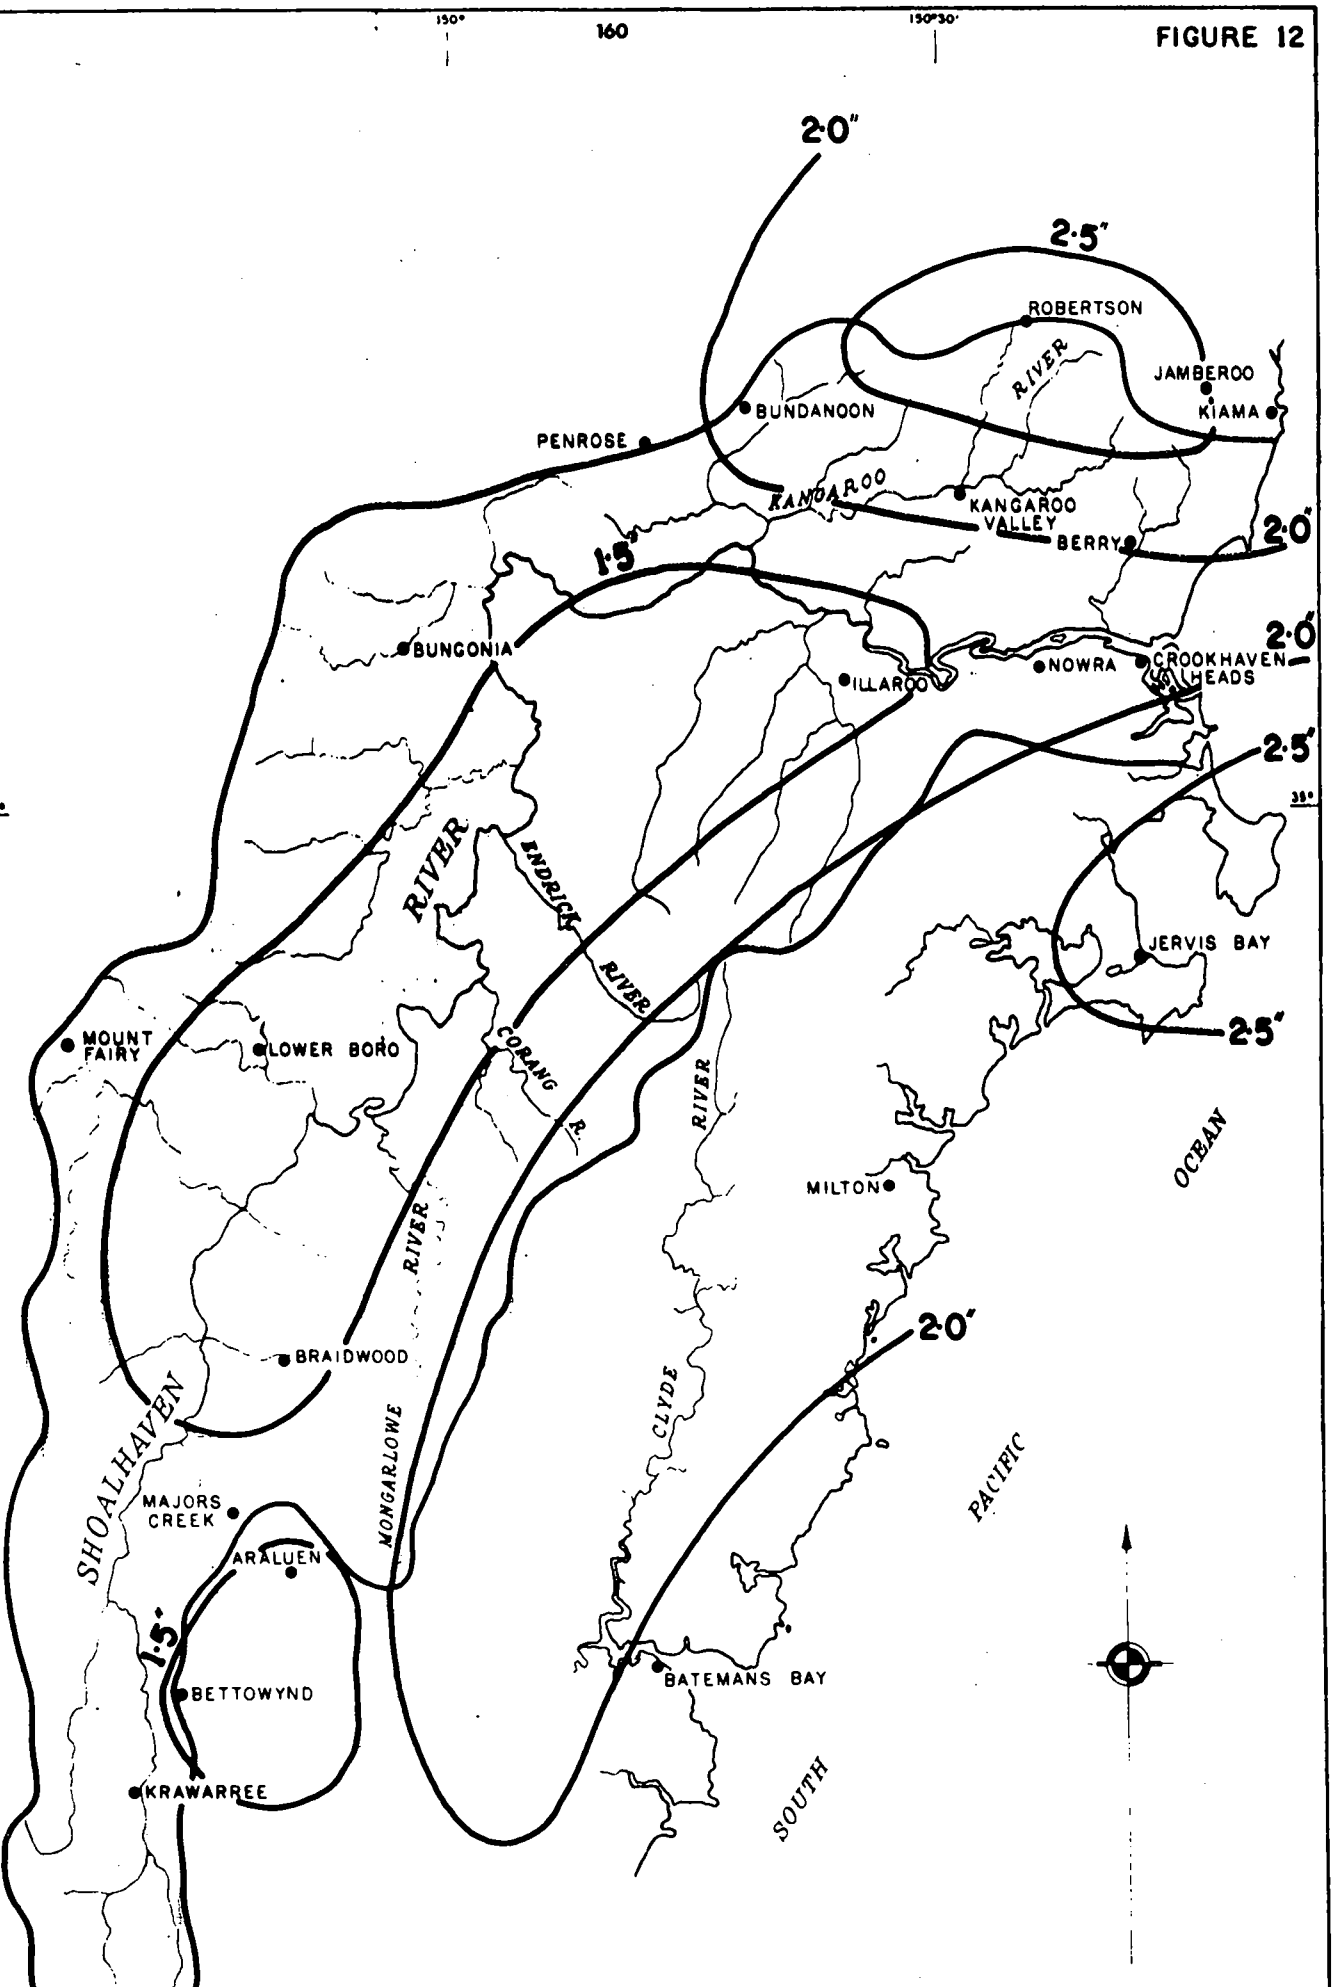 150°
160
150°30'
FIGURE 12
2·0"
2·5"
ROBERTSON
RIVER
JAMBEROO
KIAMA
BUNDANOON
PENROSE
KANGAROO
KANGAROO
VALLEY
BERRY
2·0"
1·5"
BUNGONIA
2·0"
NOWRA
CROOKHAVEN
HEADS
ILLAROO
2·5"
35°
RIVER
ENDRICK
RIVER
JERVIS BAY
2·5"
MOUNT
FAIRY
LOWER BORO
CORANG
R.
RIVER
OCEAN
MILTON
RIVER
2·0"
BRAIDWOOD
CLYDE
SHOALHAVEN
MONGARLOWE
PACIFIC
MAJORS
CREEK
ARALUEN
1·5"
BETTOWYND
BATEMANS BAY
KRAWARREE
SOUTH